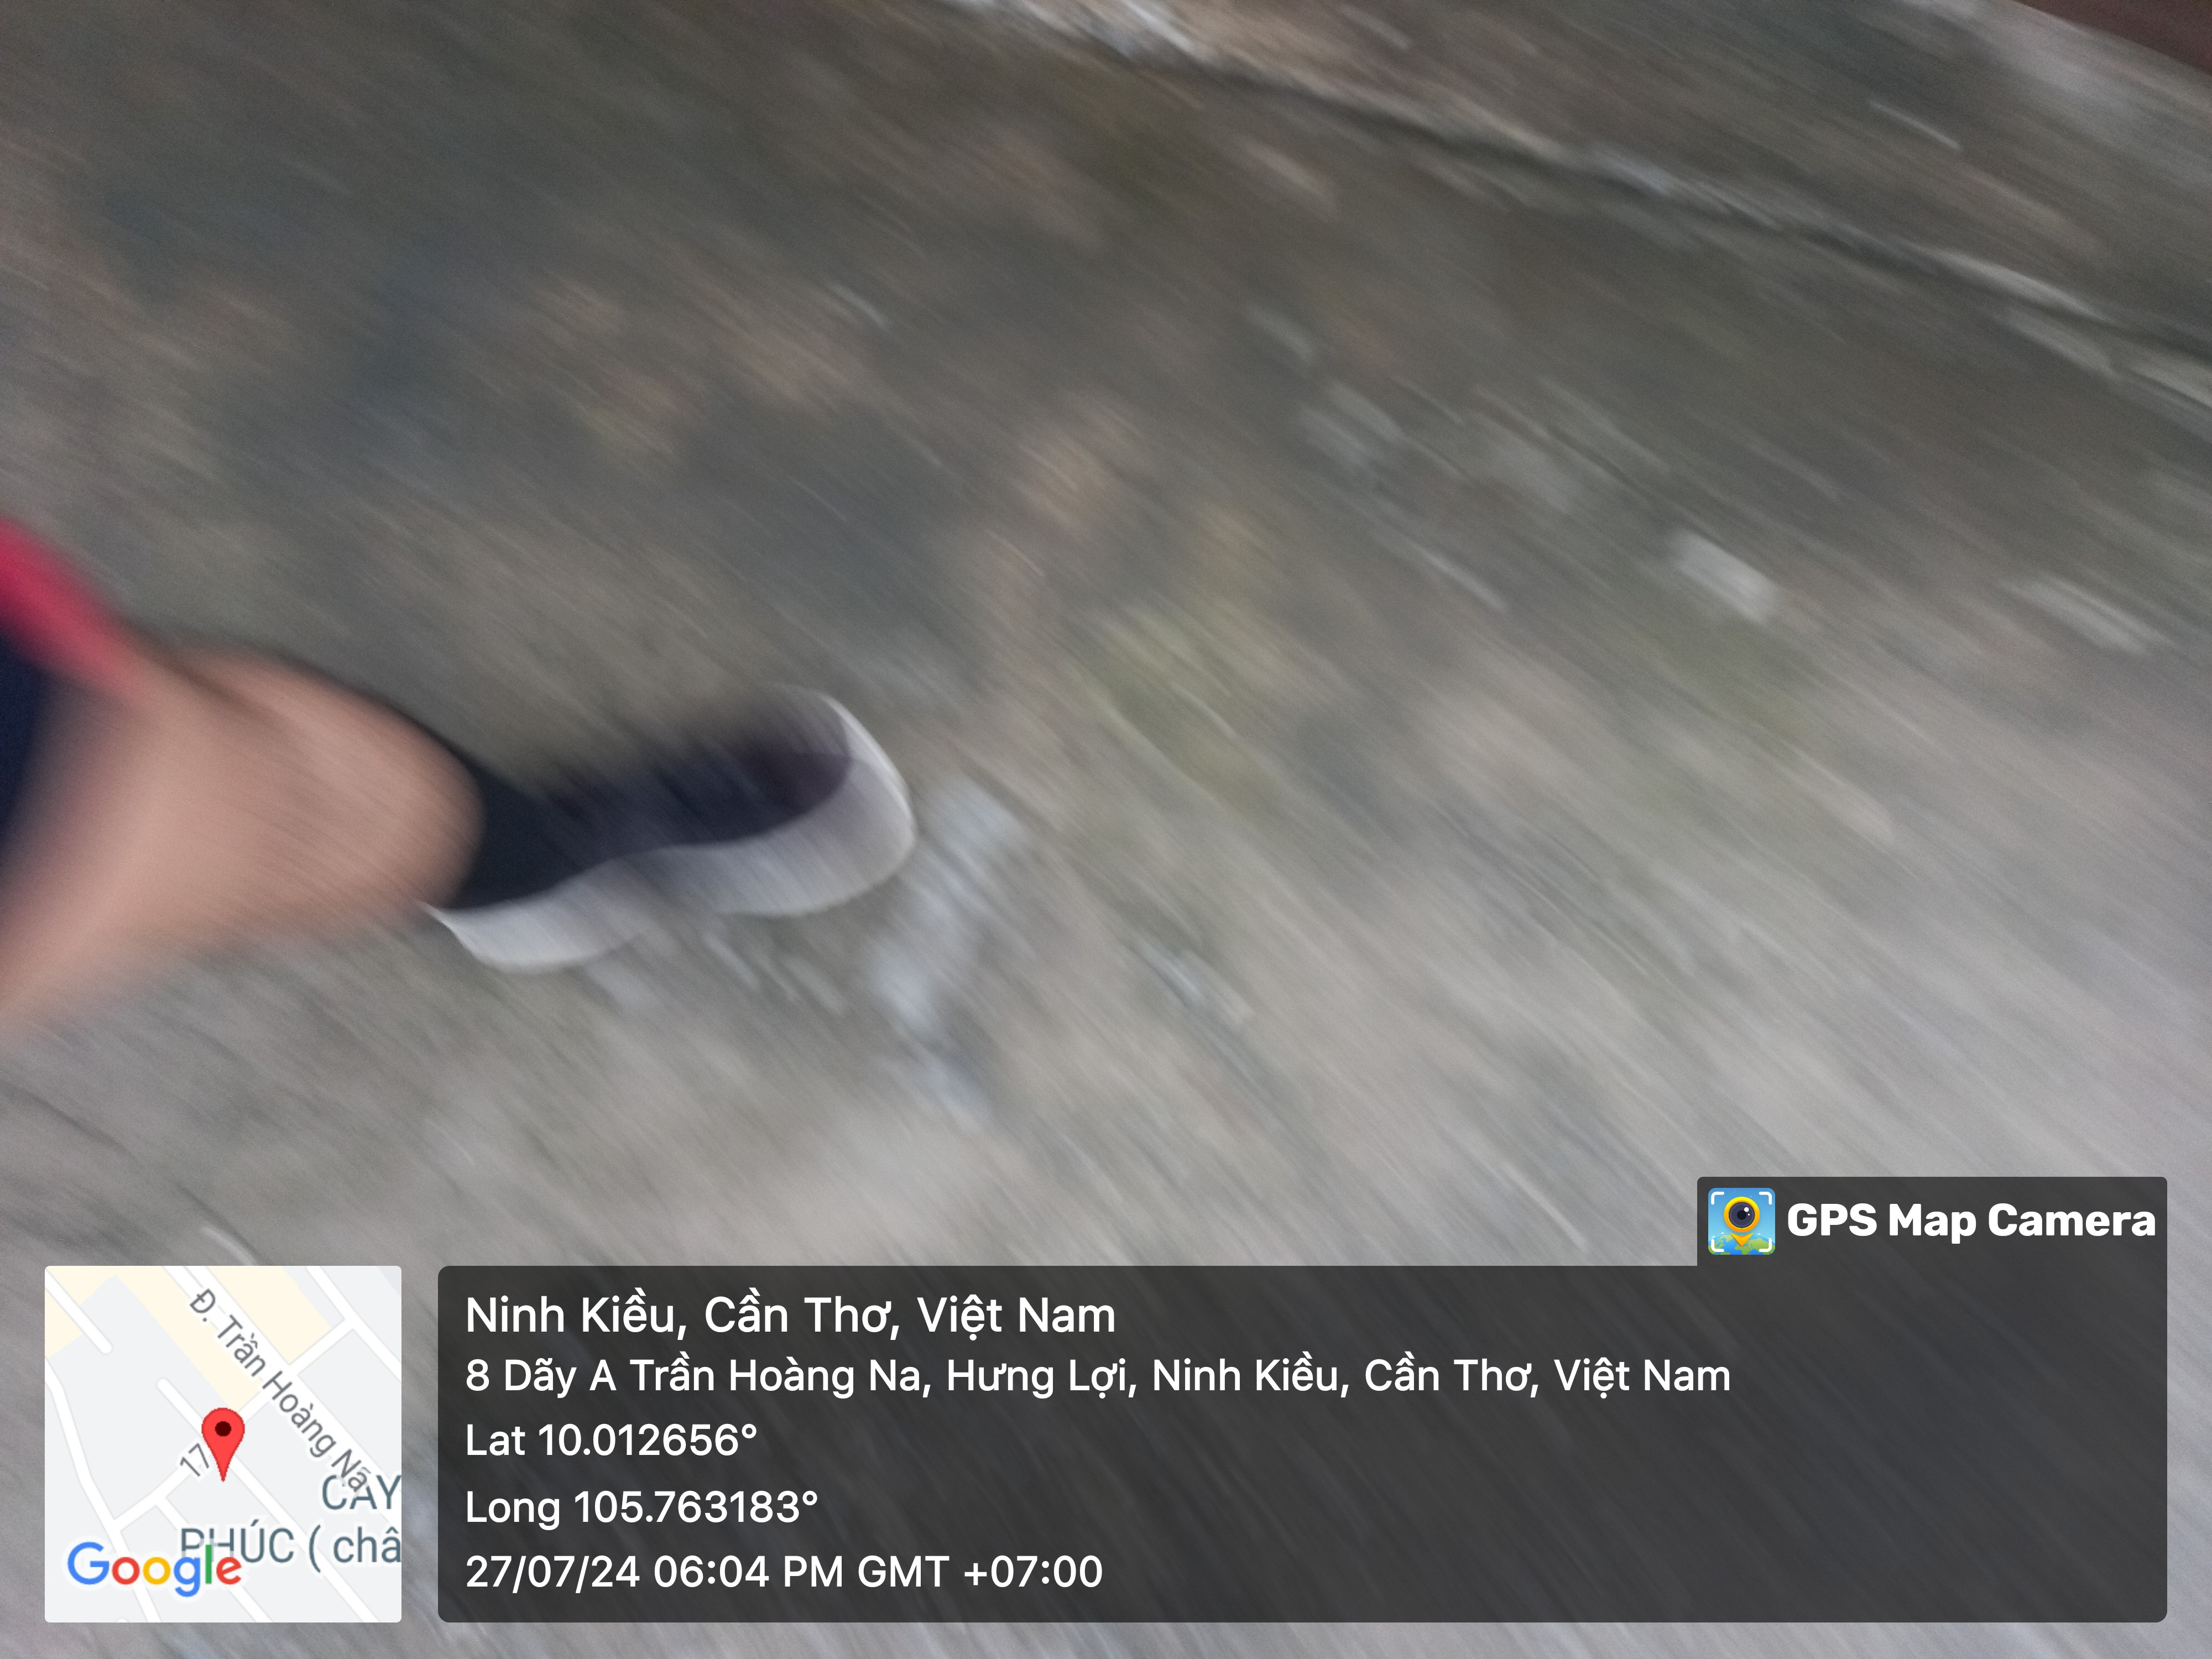 GPS Map Camera
Đ. Trần Hoàng Na
17
CAY
PHÚC ( châ
Google
Ninh Kiều, Cần Thơ, Việt Nam
8 Dãy A Trần Hoàng Na, Hưng Lợi, Ninh Kiều, Cần Thơ, Việt Nam
Lat 10.012656°
Long 105.763183°
27/07/24 06:04 PM GMT +07:00